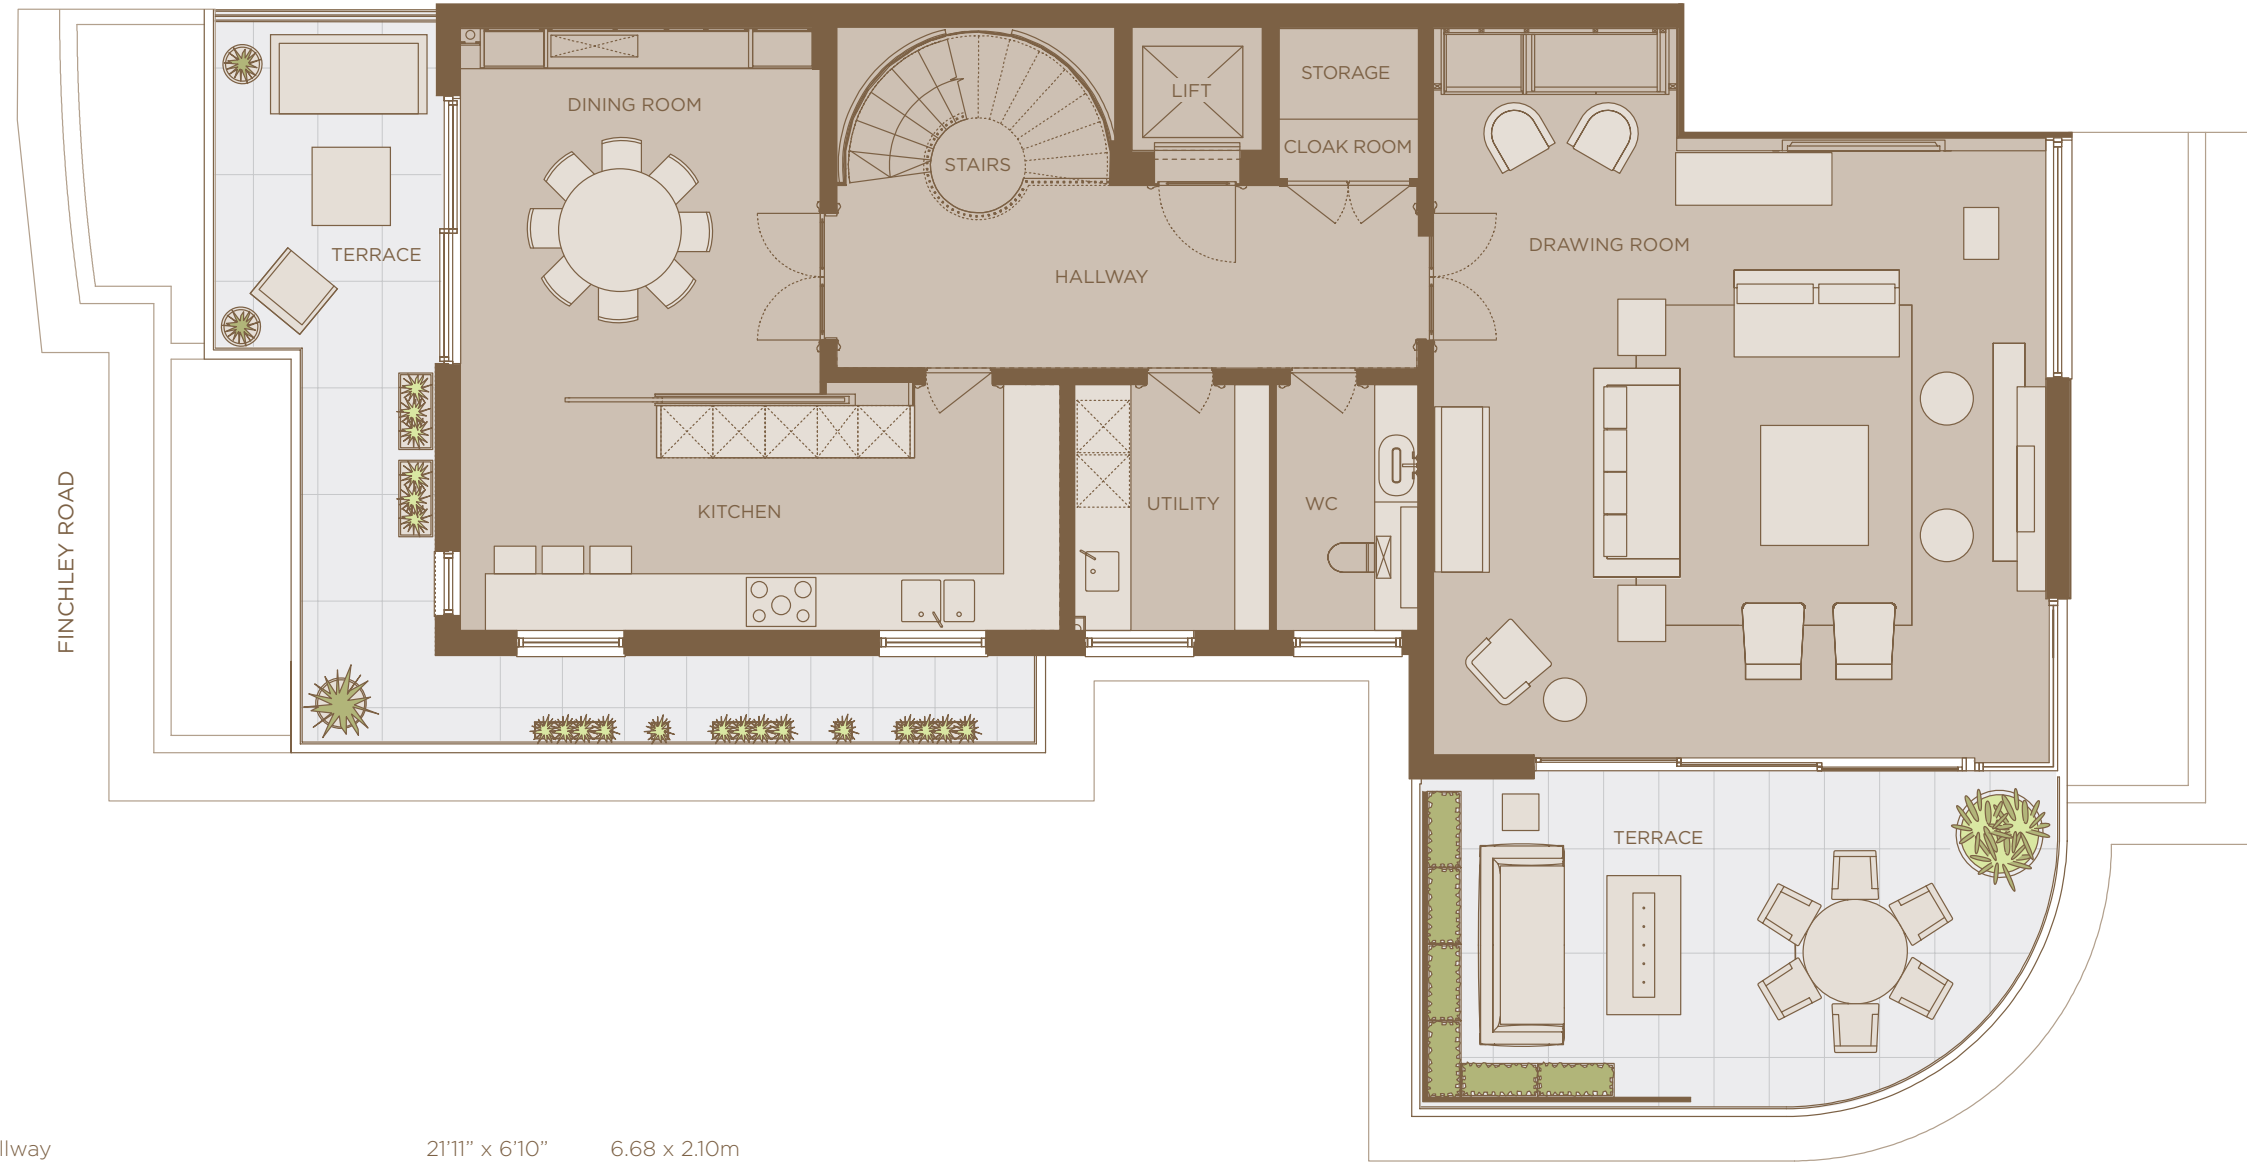 STORAGE
LIFT
DINING ROOM
CLOAK ROOM
STAIRS
DRAWING ROOM
TERRACE
HALLWAY
FINCHLEY ROAD
KITCHEN
UTILITY
WC
TERRACE
llway 21'11" x 6'10" 6.68 x 2.10m